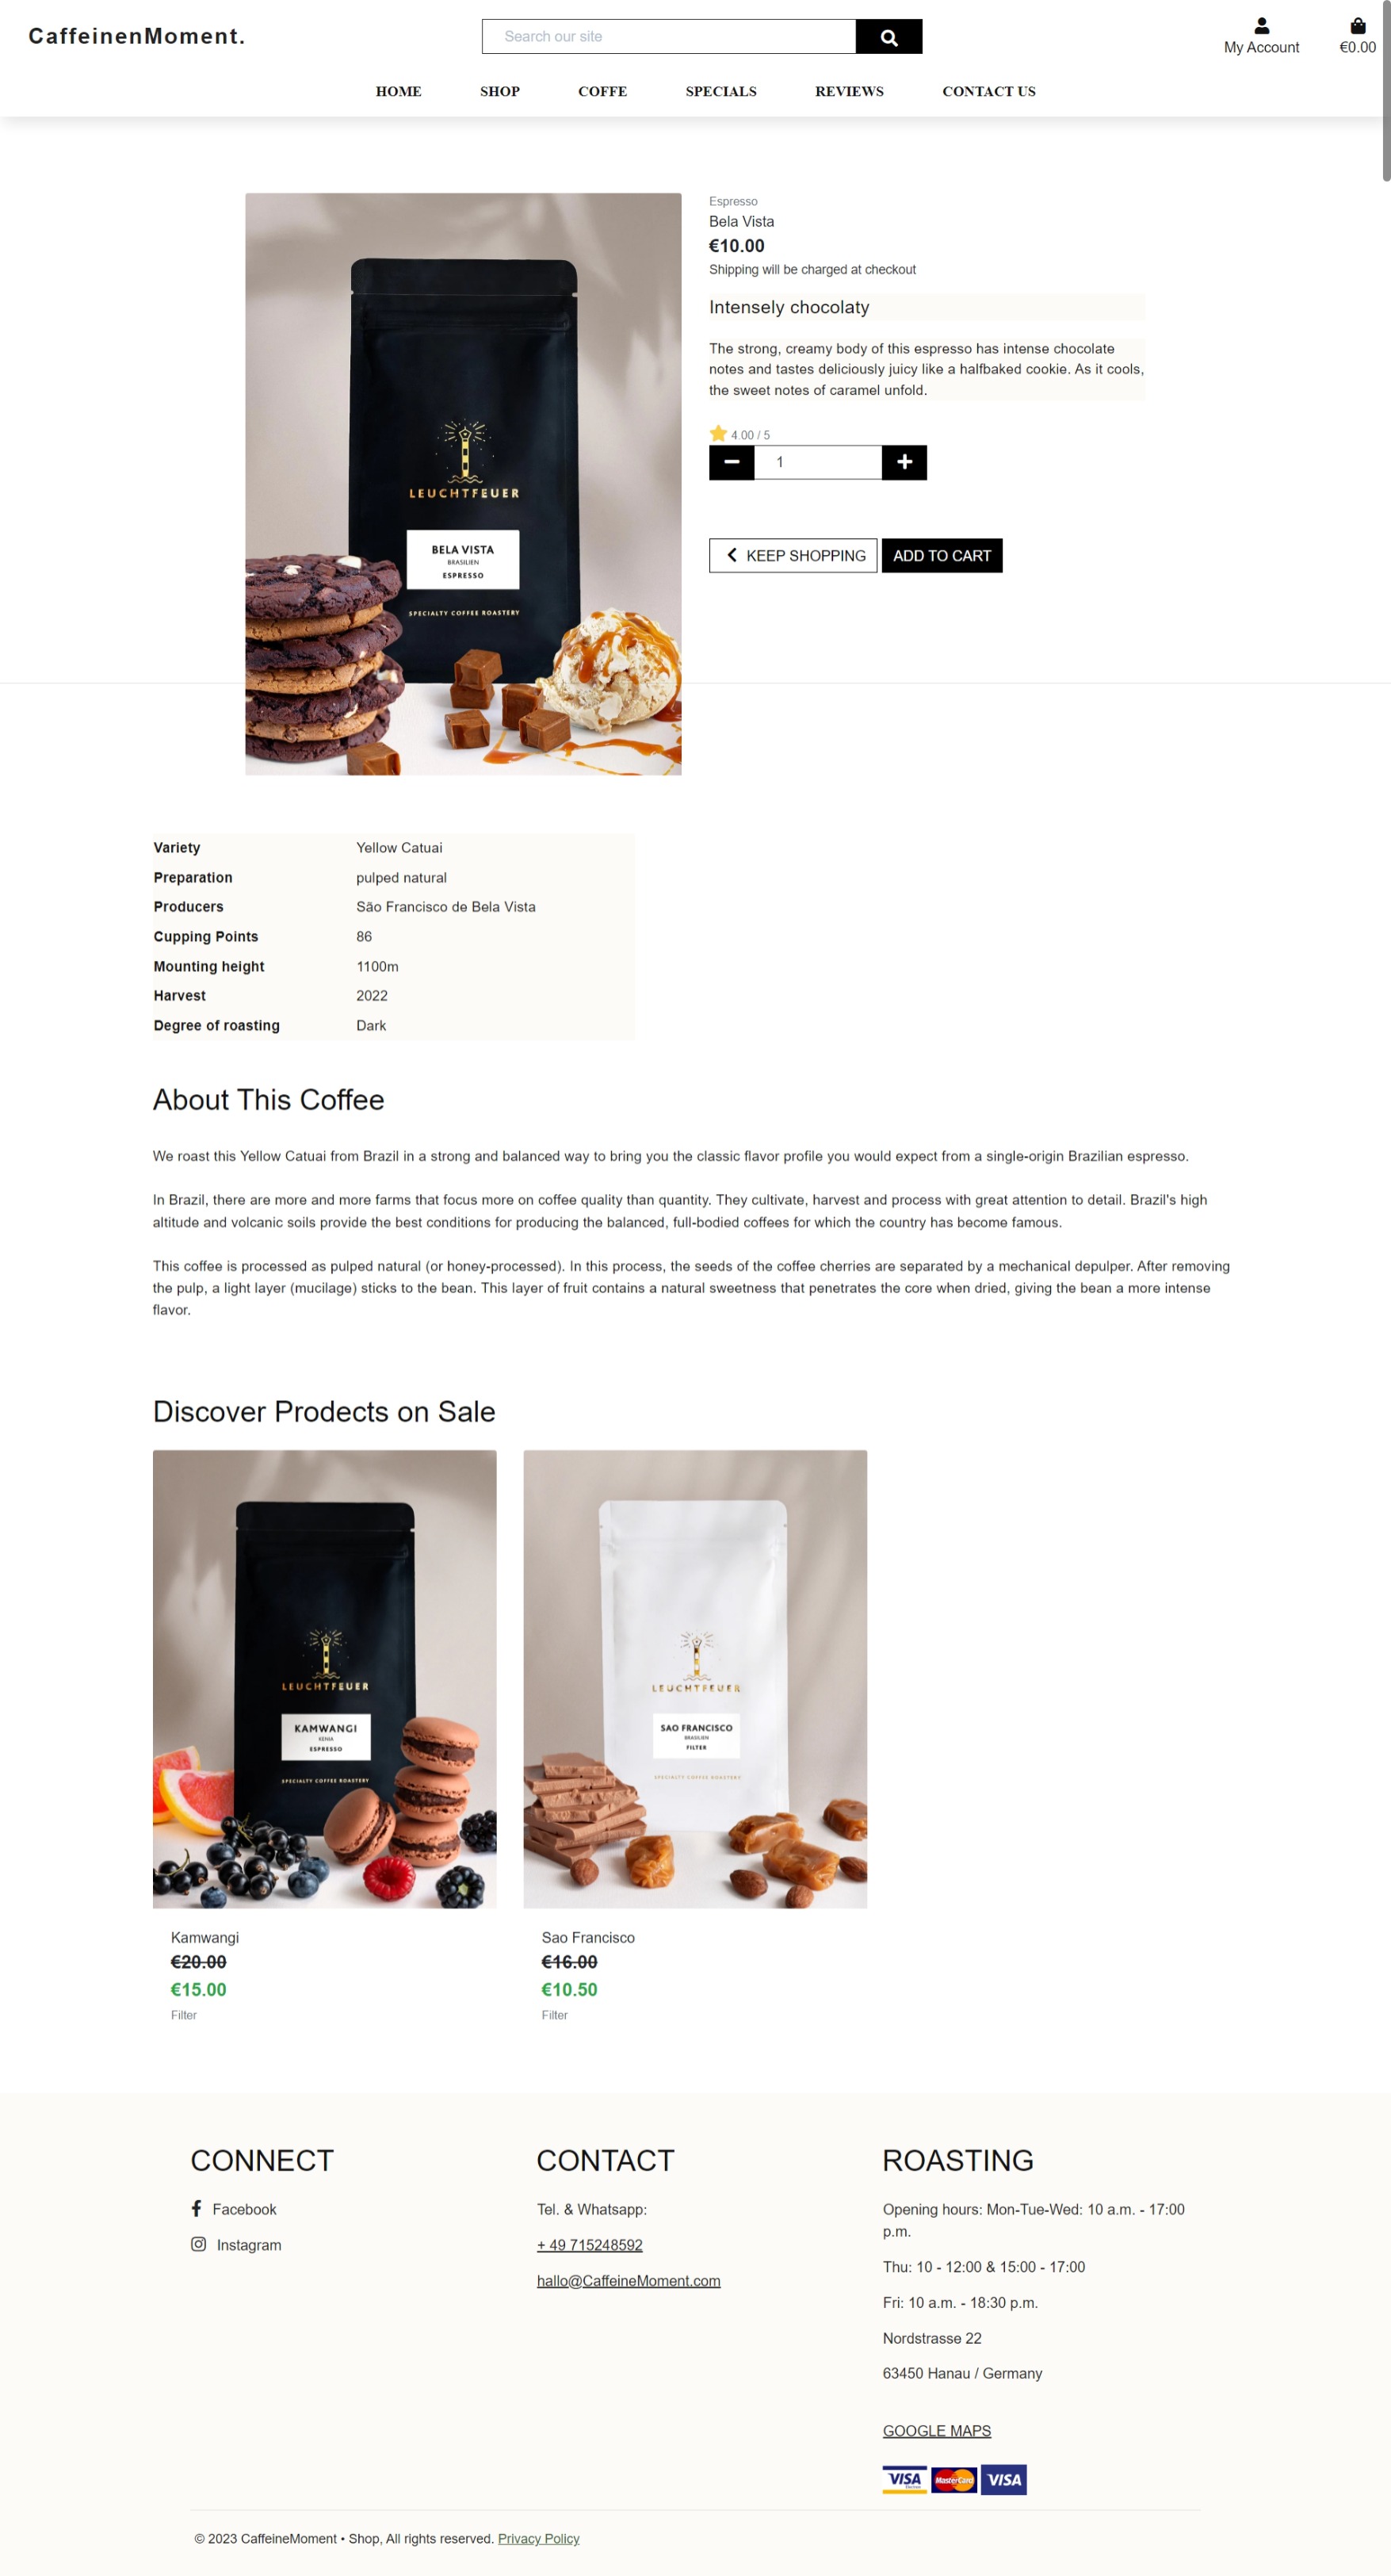 CaffeinenMoment.
Search our site
My Account
€0.00
HOME SHOP COFFE SPECIALS REVIEWS CONTACT US
LEUCHTFEUER
BELA VISTA
BRASILIEN
ESPRESSO
SPECIALTY COFFEE ROASTERY
Espresso
Bela Vista
€10.00
Shipping will be charged at checkout
Intensely chocolaty
The strong, creamy body of this espresso has intense chocolate
notes and tastes deliciously juicy like a halfbaked cookie. As it cools,
the sweet notes of caramel unfold.
4.00 / 5
1
KEEP SHOPPING
ADD TO CART
Variety Yellow Catuai
Preparation pulped natural
Producers São Francisco de Bela Vista
Cupping Points 86
Mounting height 1100m
Harvest 2022
Degree of roasting Dark
About This Coffee
We roast this Yellow Catuai from Brazil in a strong and balanced way to bring you the classic flavor profile you would expect from a single-origin Brazilian espresso.
In Brazil, there are more and more farms that focus more on coffee quality than quantity. They cultivate, harvest and process with great attention to detail. Brazil's high
altitude and volcanic soils provide the best conditions for producing the balanced, full-bodied coffees for which the country has become famous.
This coffee is processed as pulped natural (or honey-processed). In this process, the seeds of the coffee cherries are separated by a mechanical depulper. After removing
the pulp, a light layer (mucilage) sticks to the bean. This layer of fruit contains a natural sweetness that penetrates the core when dried, giving the bean a more intense
flavor.
Discover Prodects on Sale
LEUCHTFEUER
KAMWANGI
KENIA
ESPRESSO
SPECIALTY COFFEE ROASTERY
Kamwangi
€20.00
€15.00
Filter
LEUCHTFEUER
SAO FRANCISCO
BRASILIEN
FILTER
SPECIALTY COFFEE ROASTERY
Sao Francisco
€16.00
€10.50
Filter
CONNECT
Facebook
Instagram
CONTACT
Tel. & Whatsapp:
+ 49 715248592
hallo@CaffeineMoment.com
ROASTING
Opening hours: Mon-Tue-Wed: 10 a.m. - 17:00
p.m.
Thu: 10 - 12:00 & 15:00 - 17:00
Fri: 10 a.m. - 18:30 p.m.
Nordstrasse 22
63450 Hanau / Germany
GOOGLE MAPS
VISA
Electron
MasterCard
VISA
© 2023 CaffeineMoment • Shop, All rights reserved. Privacy Policy